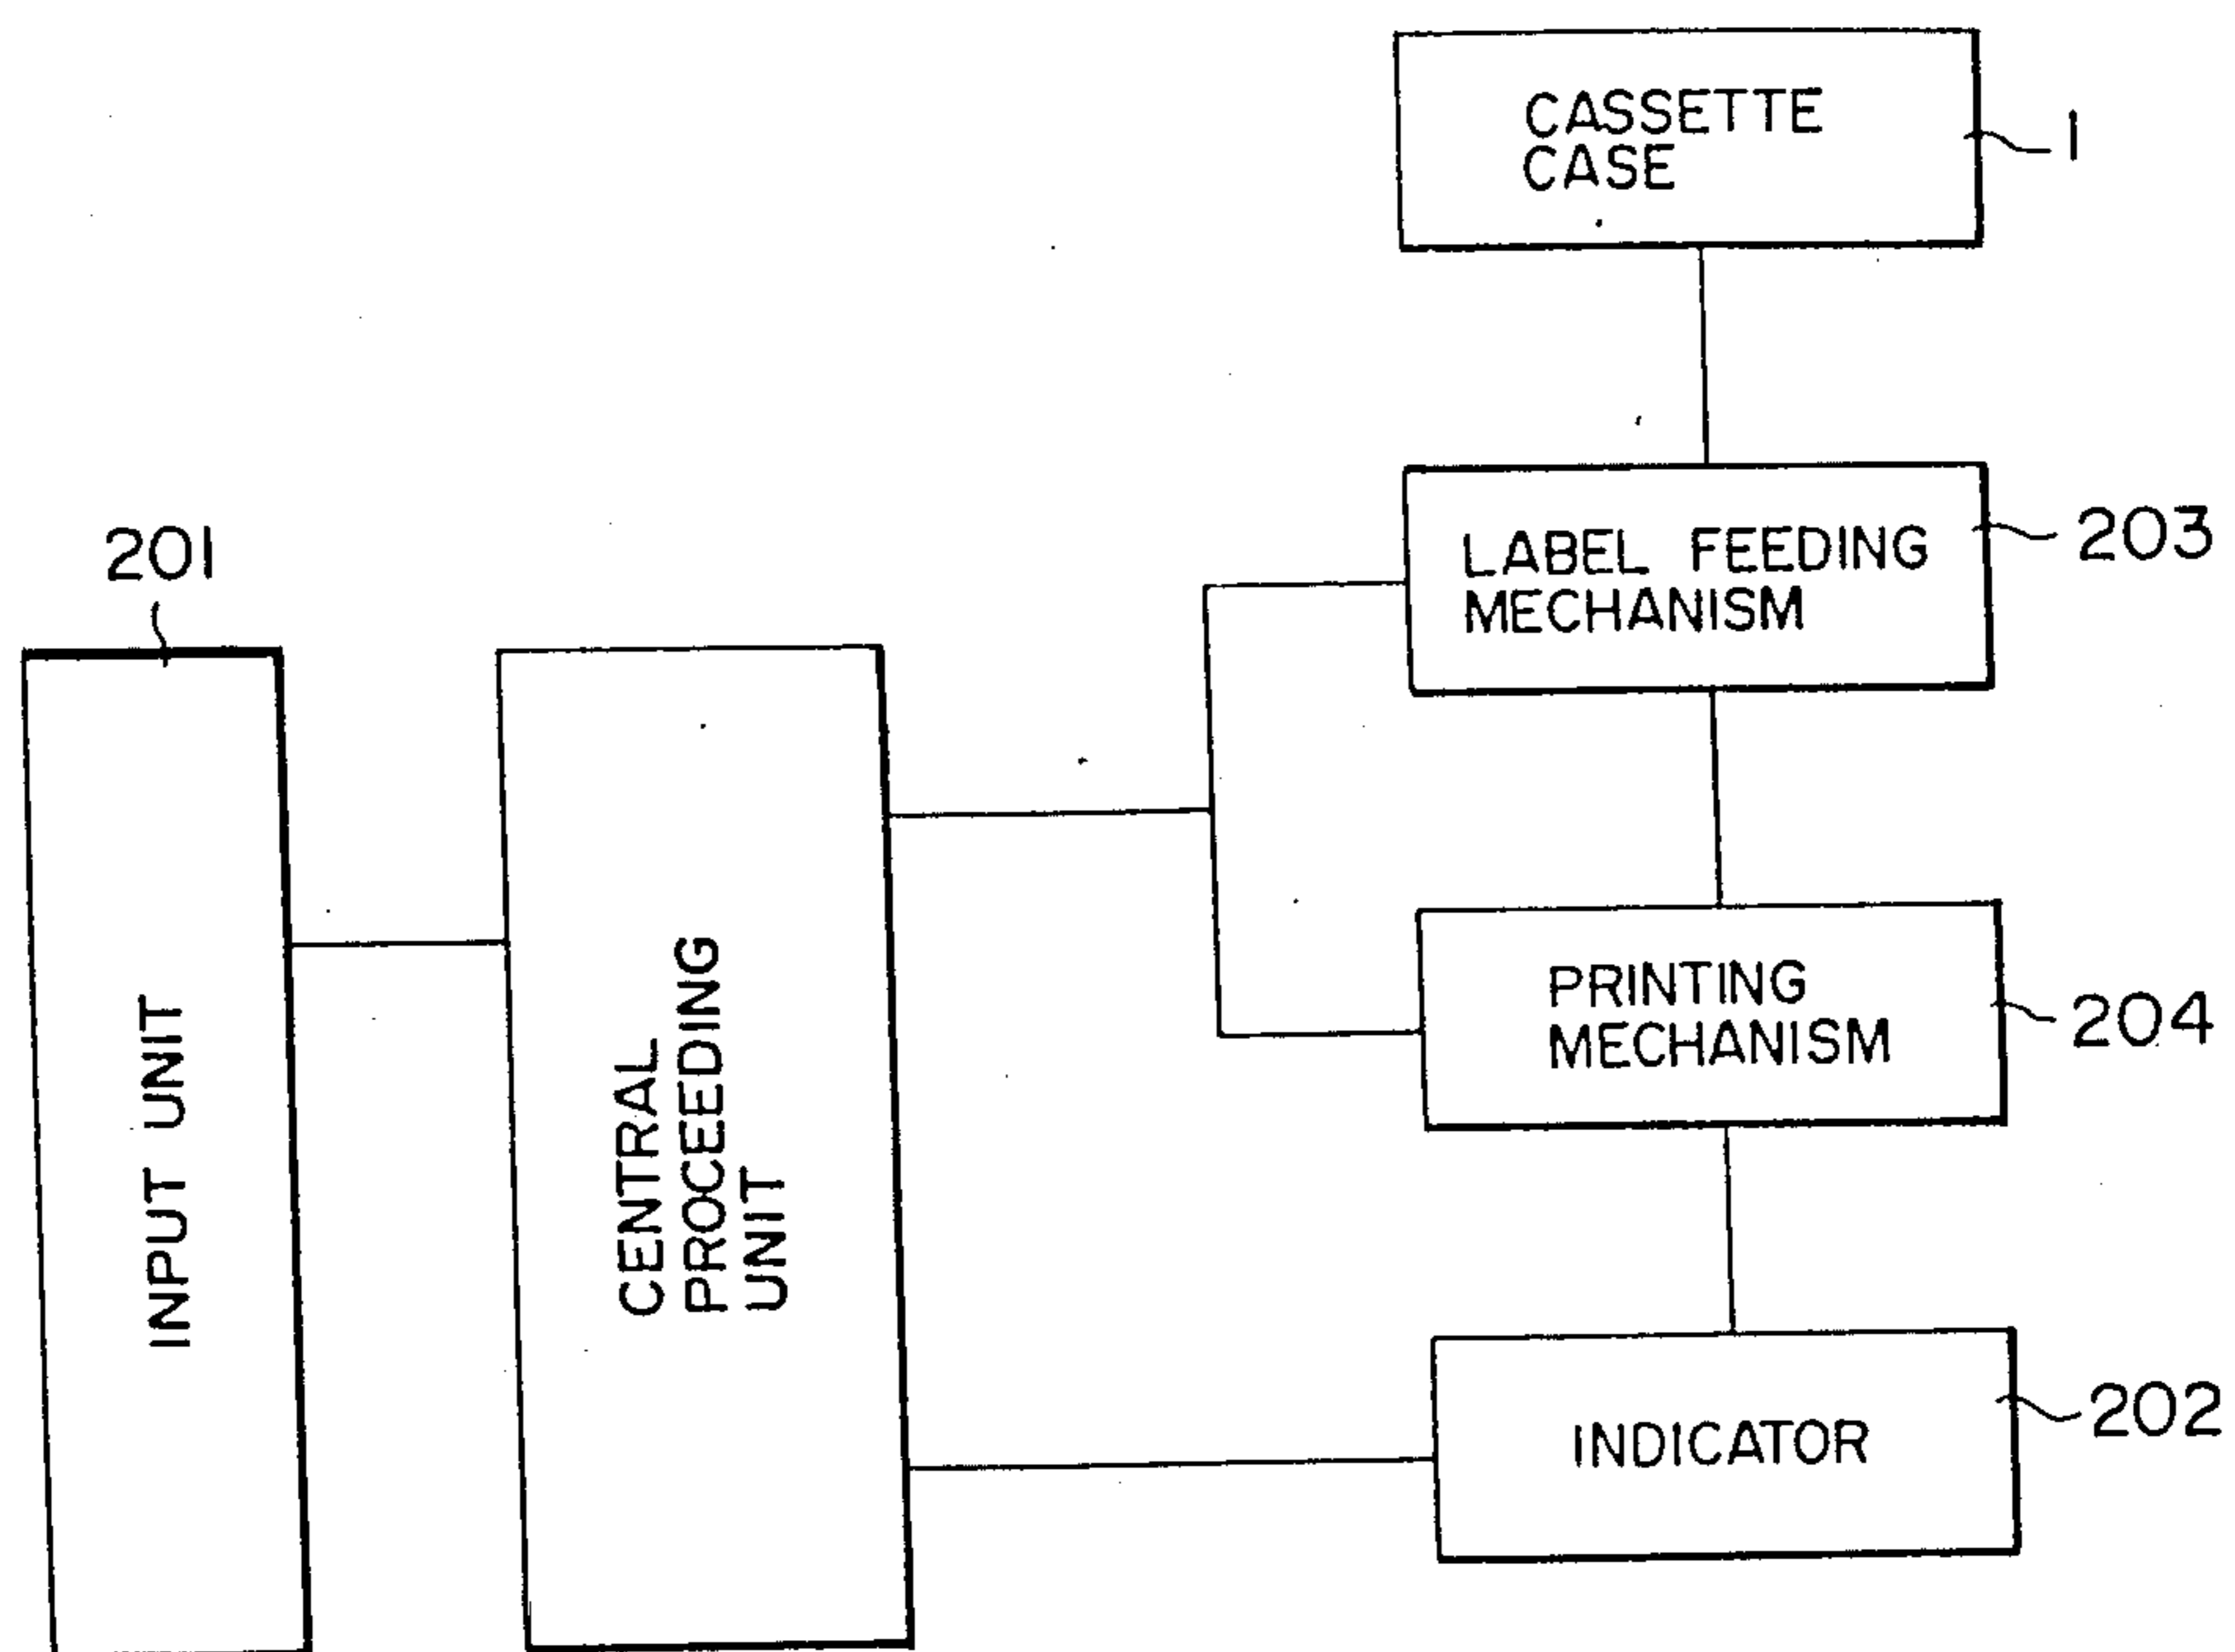 CASSETTE
CASE
1
LABEL FEEDING
MECHANISM
203
201
INPUT UNIT
CENTRAL
PROCEEDING
UNIT
PRINTING
MECHANISM
204
INDICATOR
202